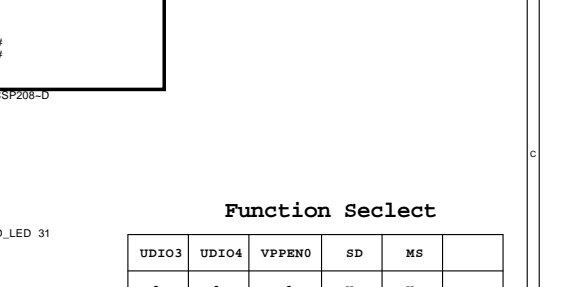 #
#
SP208~D
C
Function Seclect
_LED 31
UDIO3 UDIO4 VPPEN0 SD MS